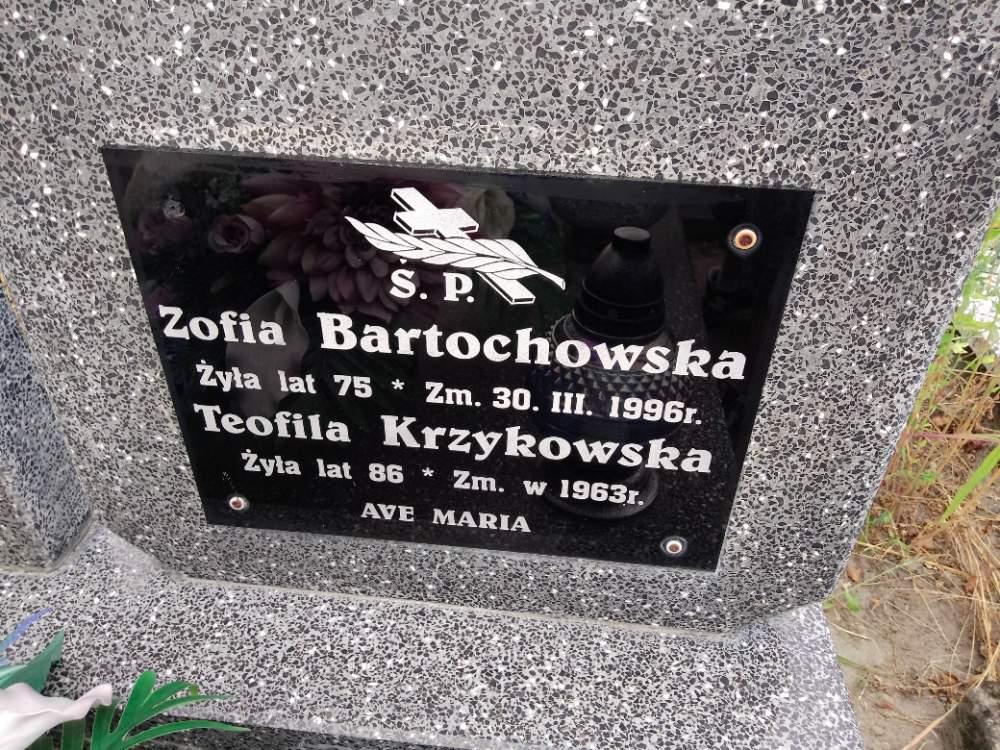 Ś. P.
Zofia Bartochowska
Żyła lat 75 * Zm. 30. III. 1996r.
Teofila Krzykowska
Żyła lat 86 * Zm. w 1963r.
AVE MARIA